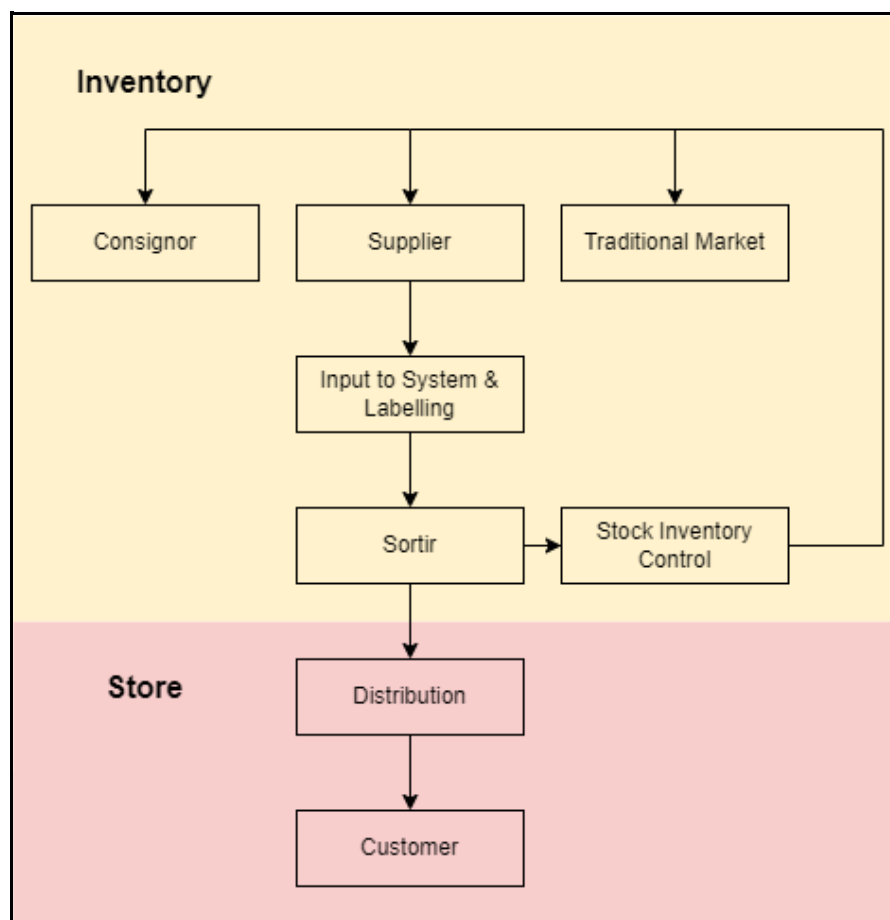 Inventory
Consignor
Supplier
Traditional Market
Input to System &
Labelling
Sortir
Stock Inventory
Control
Store
Distribution
Customer